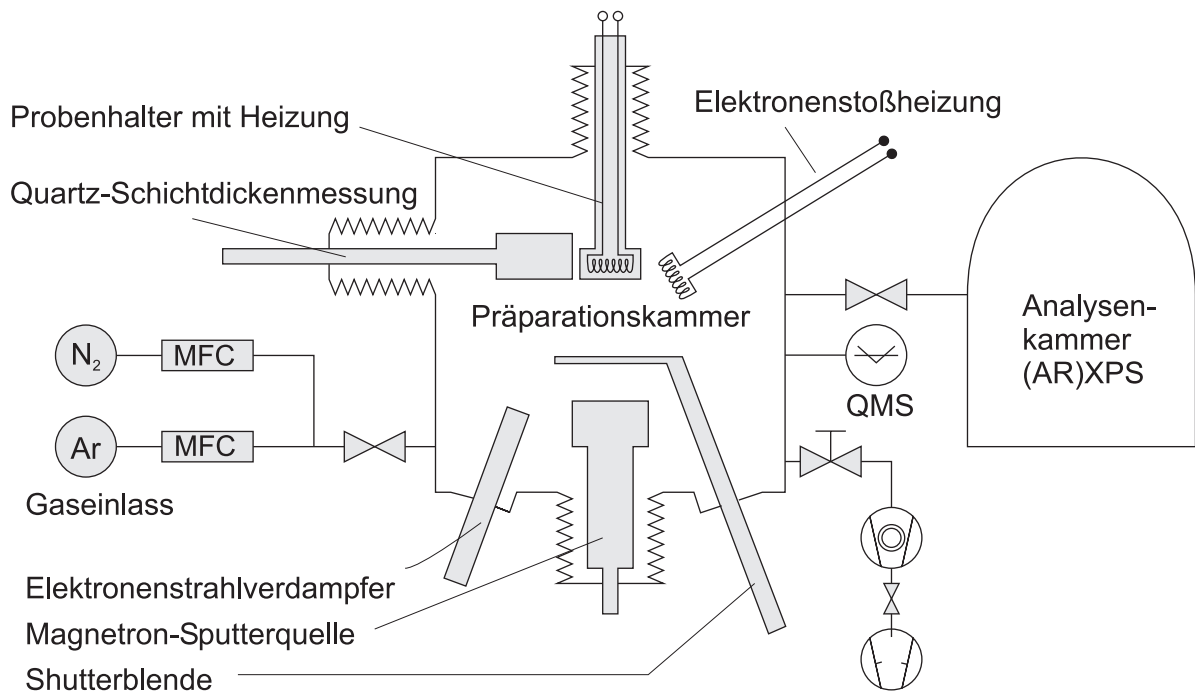 Probenhalter mit Heizung
Elektronenstoßheizung
Quartz-Schichtdickenmessung
Präparationskammer
Analysen-
kammer
(AR)XPS
N₂
MFC
QMS
Ar
MFC
Gaseinlass
Elektronenstrahlverdampfer
Magnetron-Sputterquelle
Shutterblende